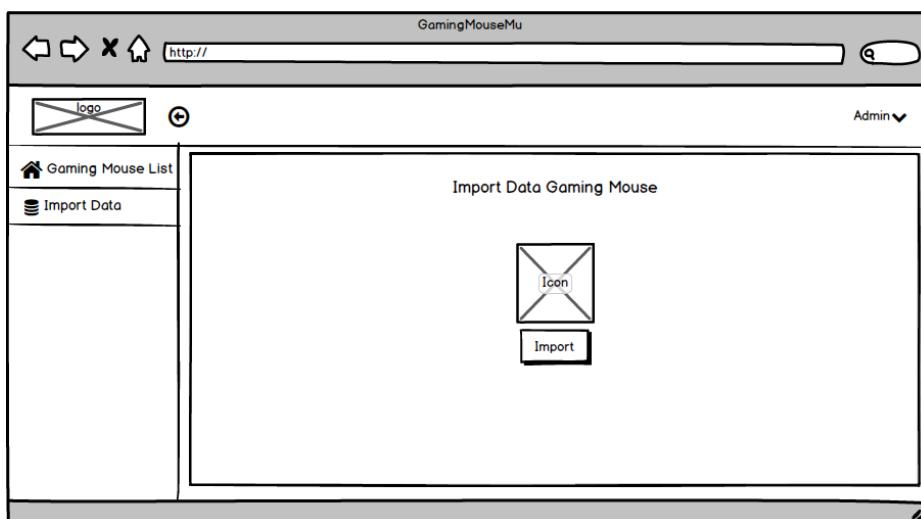 GamingMouseMu
http://
logo
Admin
Gaming Mouse List
Import Data
Import Data Gaming Mouse
Icon
Import